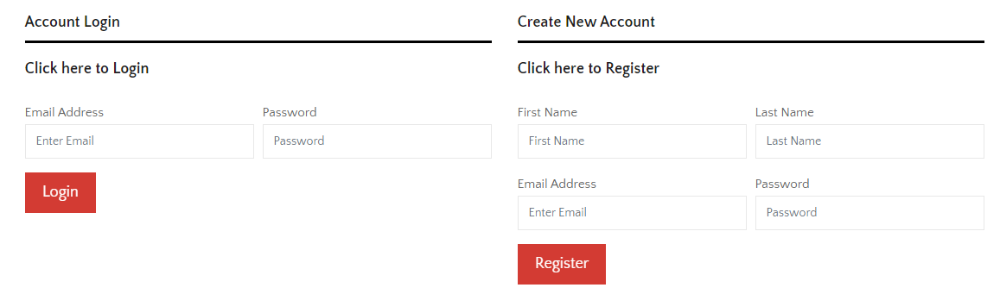 Account Login
Click here to Login
Email Address
Password
Enter Email
Password
Login
Create New Account
Click here to Register
First Name
Last Name
First Name
Last Name
Email Address
Password
Enter Email
Password
Register